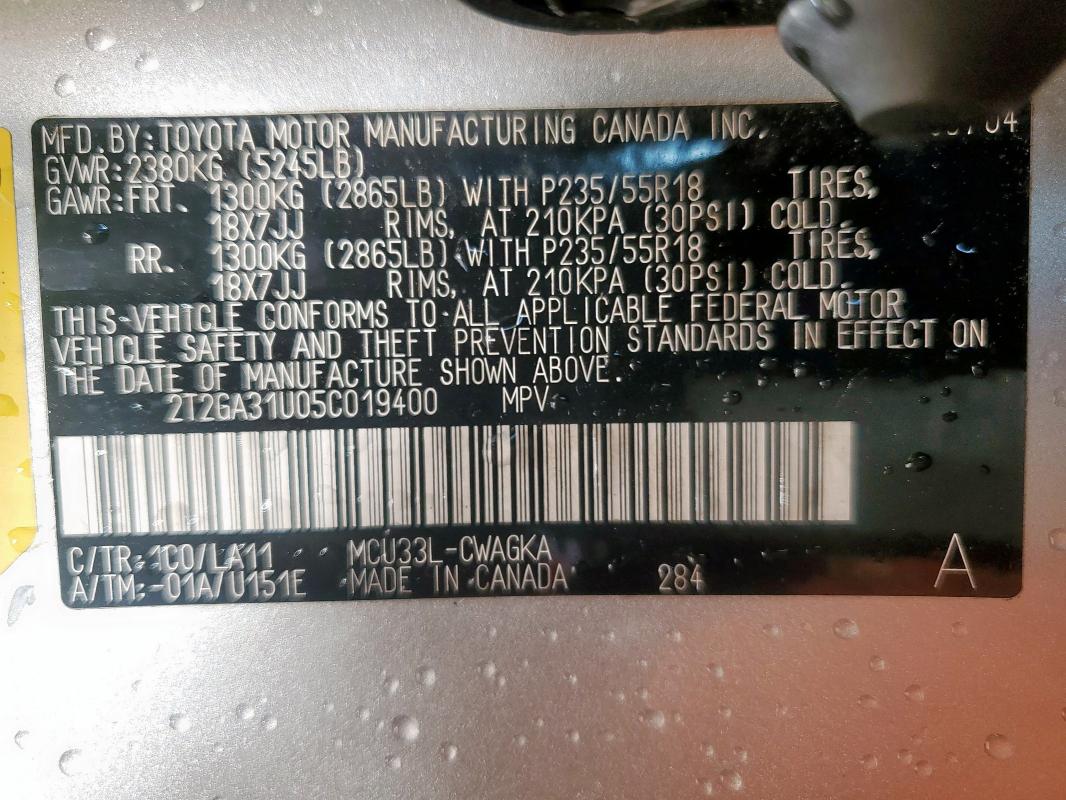 MFD. BY: TOYOTA MOTOR MANUFACTURING CANADA INC.
GVWR: 2380KG (5245LB)
GAWR: FRT. 1300KG (2865LB) WITH P235/55R18 TIRES,
18X7JJ RIMS, AT 210KPA (30PSI) COLD.
RR. 1300KG (2865LB) WITH P235/55R18 TIRES,
18X7JJ RIMS, AT 210KPA (30PSI) COLD.
THIS VEHICLE CONFORMS TO ALL APPLICABLE FEDERAL MOTOR
VEHICLE SAFETY AND THEFT PREVENTION STANDARDS IN EFFECT ON
THE DATE OF MANUFACTURE SHOWN ABOVE.
2T2GA31U05C019400 MPV
C/TR: 1C0/LA11 MCU33L-CWAGKA
A/TM: -01A/U151E MADE IN CANADA 284 A